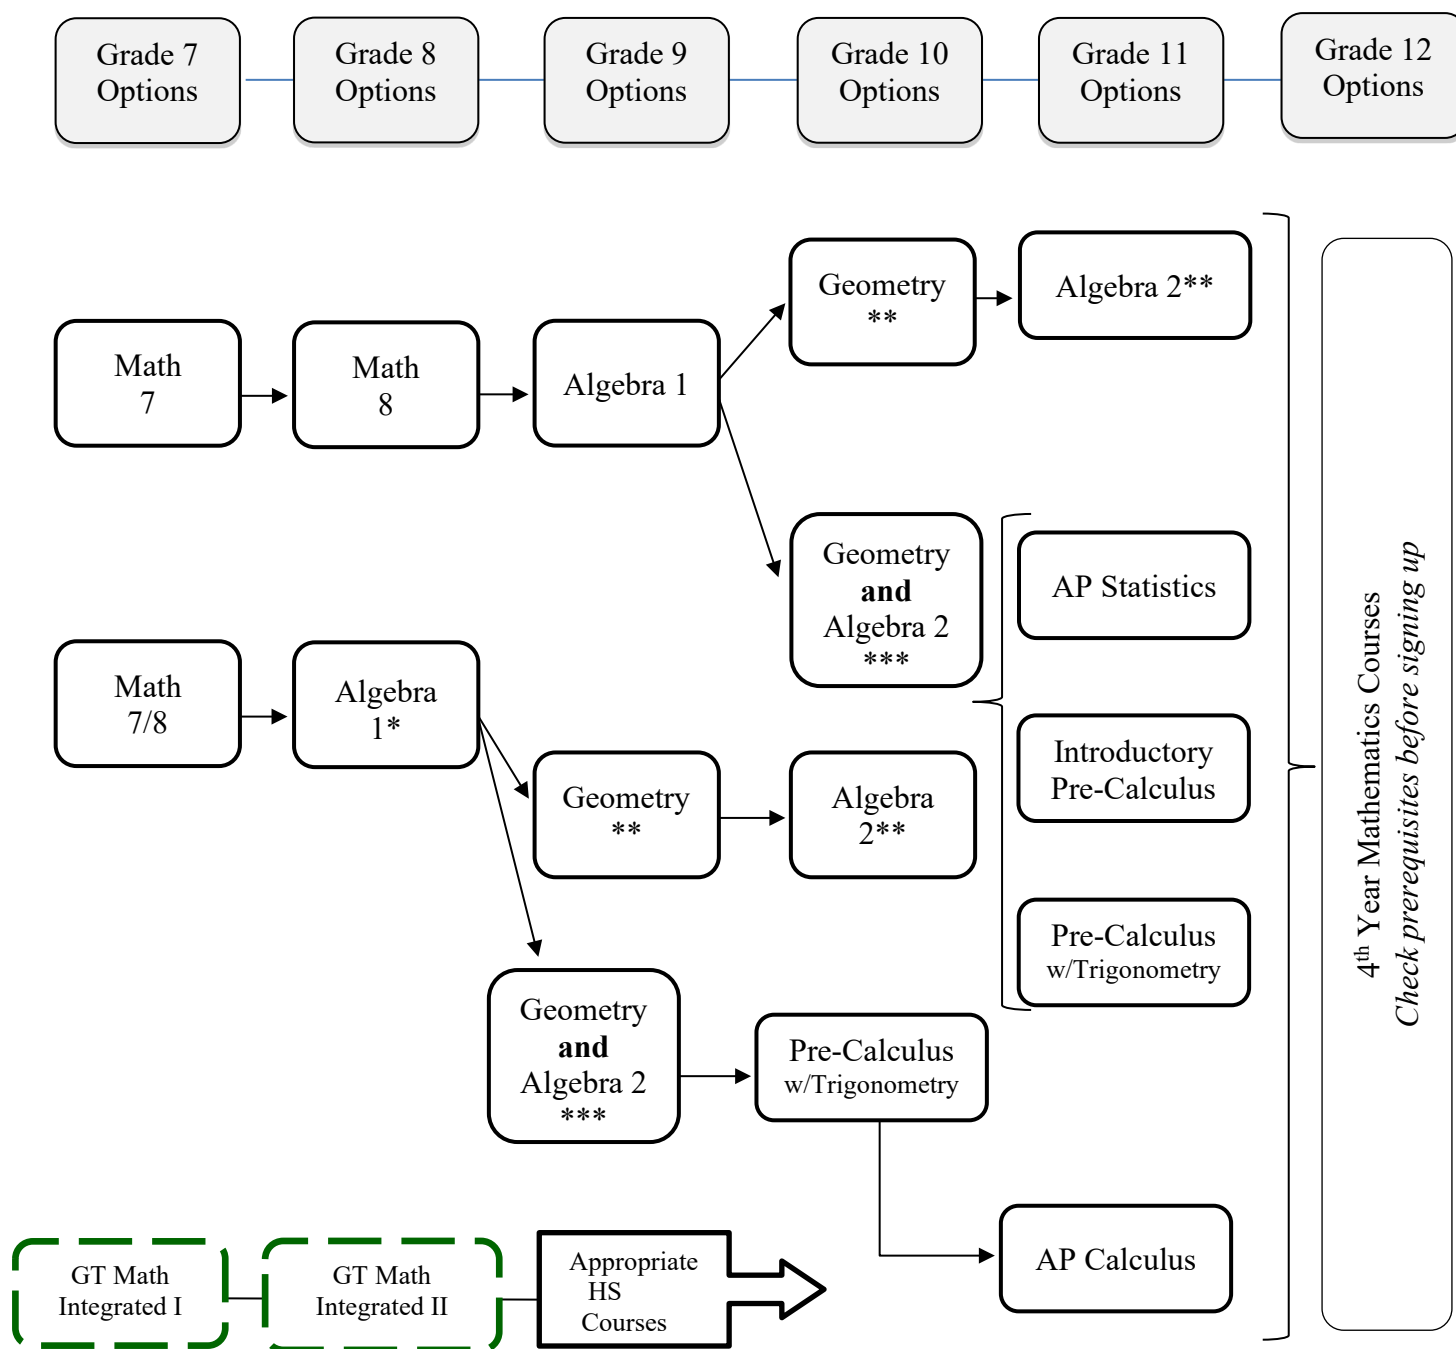 Grade 7
Options
Grade 8
Options
Grade 9
Options
Grade 10
Options
Grade 11
Options
Grade 12
Options
Geometry
**
Algebra 2**
Math
7
Math
8
Algebra 1
Geometry
and
Algebra 2
***
AP Statistics
Math
7/8
Algebra
1*
Introductory
Pre-Calculus
Geometry
**
Algebra
2**
Pre-Calculus
w/Trigonometry
Geometry
and
Algebra 2
***
Pre-Calculus
w/Trigonometry
AP Calculus
GT Math
Integrated I
GT Math
Integrated II
Appropriate
HS
Courses
4th Year Mathematics Courses
Check prerequisites before signing up